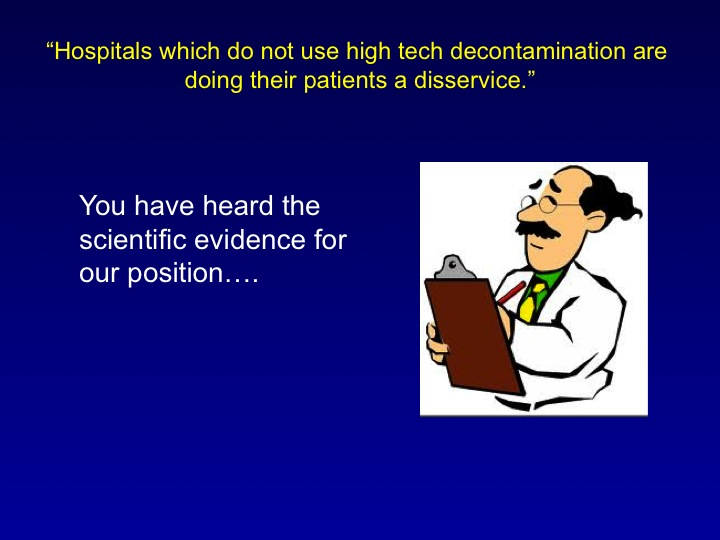 “Hospitals which do not use high tech decontamination are
doing their patients a disservice.”
You have heard the
scientific evidence for
our position….